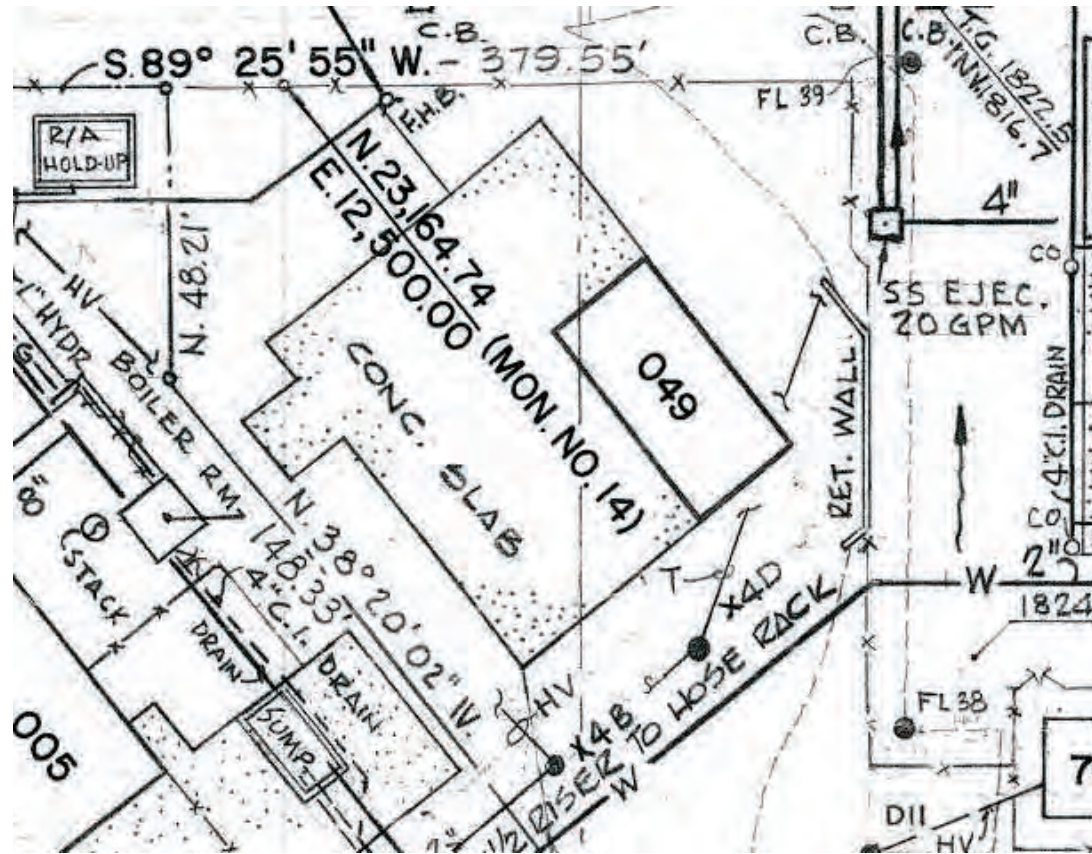 C.B.
S. 89° 25' 55" W. - 379.55'
C.B.
C.B.
T.G. 1822.5
INV. 1816.7
FL 39
F.H.B.
R/A
HOLD-UP
N. 23,164.74
E. 12,500.00 (MON. NO. 14)
4"
N. 48.21'
HV
CO
SS EJEC.
20 GPM
HYDR
BOILER RM.
CONC. SLAB
049
RET. WALL
4" C.I. DRAIN
8"
S
(STACK
N. 38° 20' 02" W.
148.33'
4" C.I.
DRAIN
DRAIN
SUMP
005
T
X4D
CO
2"
W
HV
X4B
RISER TO HOSE RACK
W
FL 38
7
D11
HV